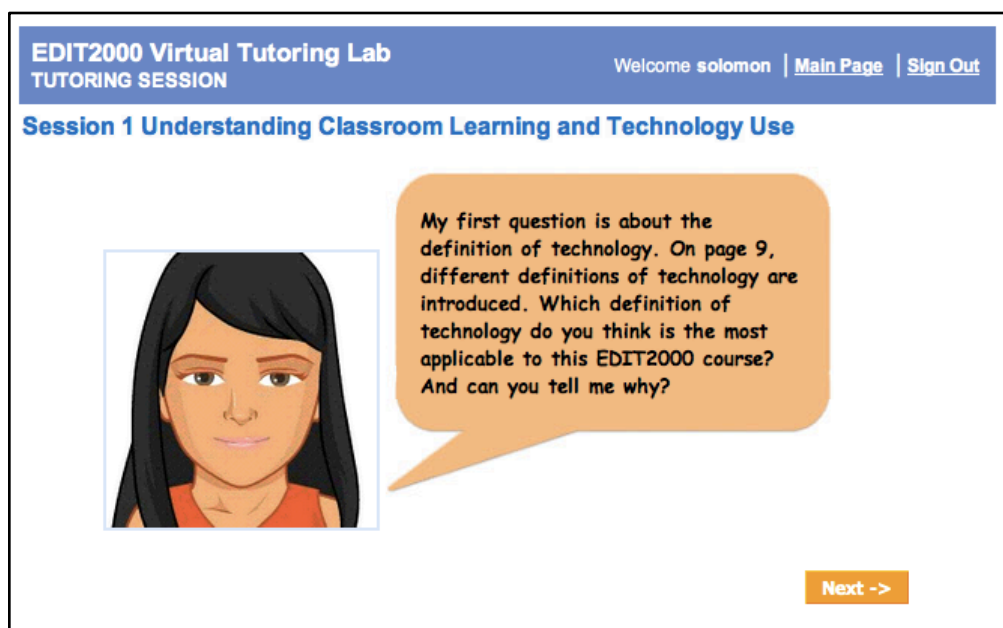 EDIT2000 Virtual Tutoring Lab
TUTORING SESSION
Welcome solomon | Main Page | Sign Out
Session 1 Understanding Classroom Learning and Technology Use
My first question is about the
definition of technology. On page 9,
different definitions of technology are
introduced. Which definition of
technology do you think is the most
applicable to this EDIT2000 course?
And can you tell me why?
Next ->